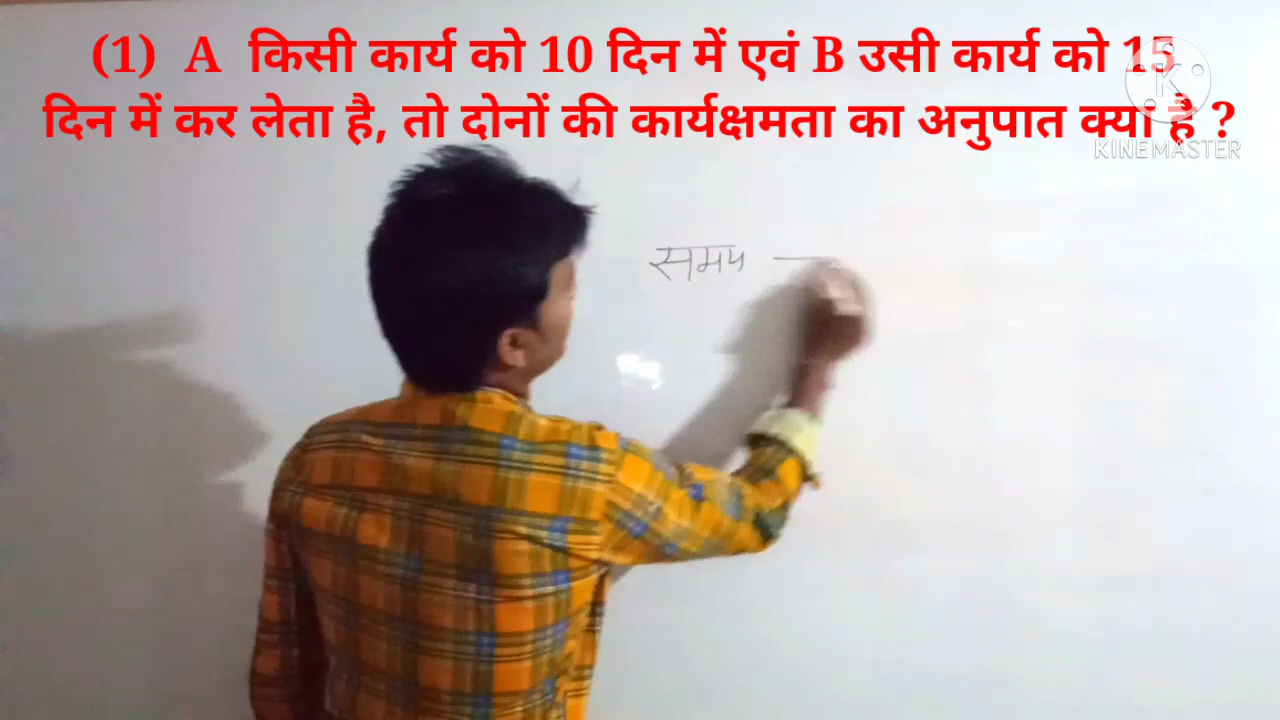 (1) A किसी कार्य को 10 दिन में एवं B उसी कार्य को 15
दिन में कर लेता है, तो दोनों की कार्यक्षमता का अनुपात क्या है ?
KINEMASTER
समय —